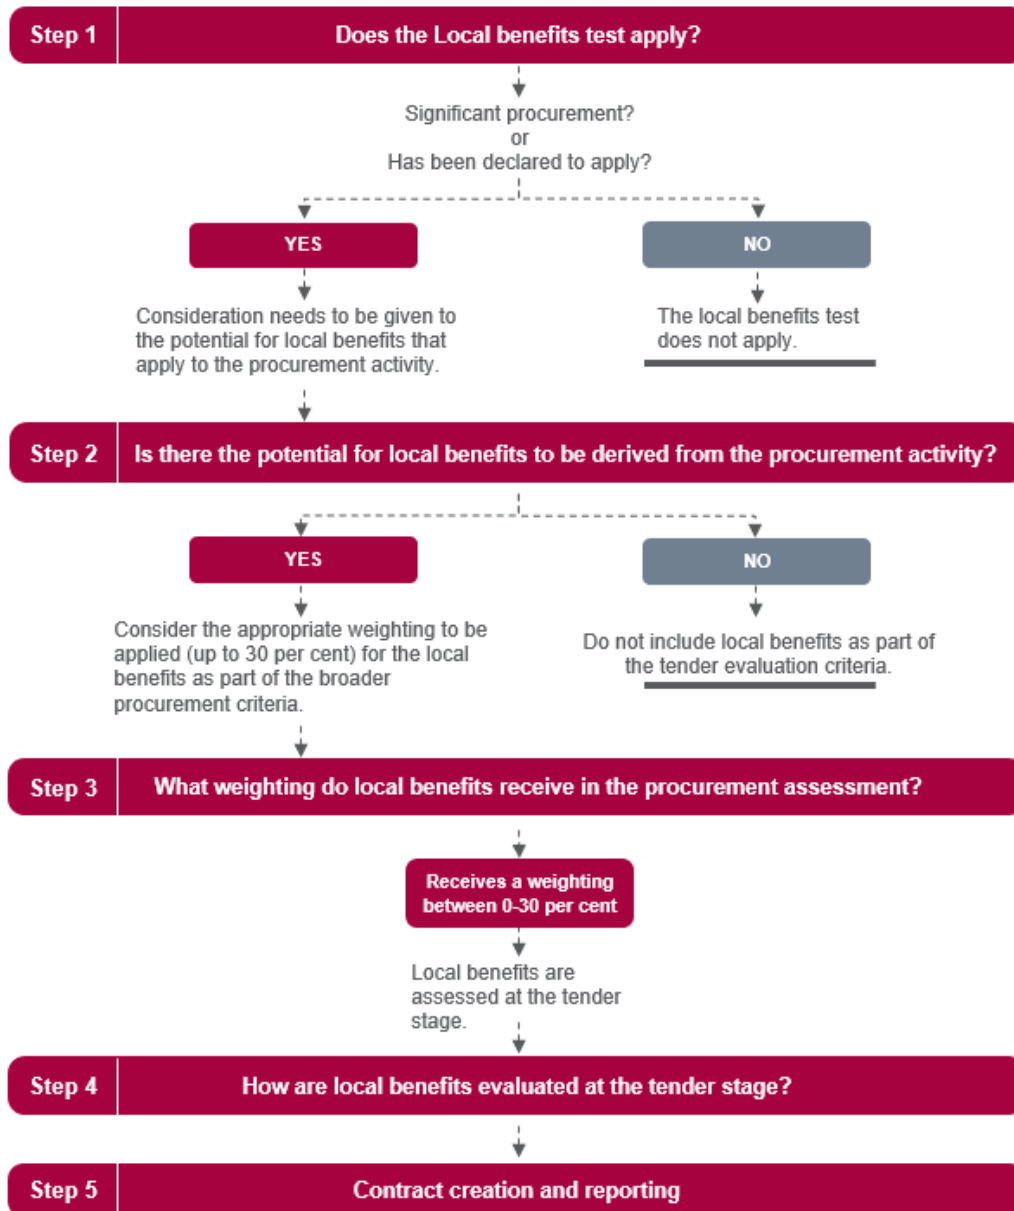 Step 1
Does the Local benefits test apply?
Significant procurement?
or
Has been declared to apply?
YES
NO
Consideration needs to be given to
the potential for local benefits that
apply to the procurement activity.
The local benefits test
does not apply.
Step 2
Is there the potential for local benefits to be derived from the procurement activity?
YES
NO
Consider the appropriate weighting to be
applied (up to 30 per cent) for the local
benefits as part of the broader
procurement criteria.
Do not include local benefits as part of
the tender evaluation criteria.
Step 3
What weighting do local benefits receive in the procurement assessment?
Receives a weighting
between 0-30 per cent
Local benefits are
assessed at the tender
stage.
Step 4
How are local benefits evaluated at the tender stage?
Step 5
Contract creation and reporting